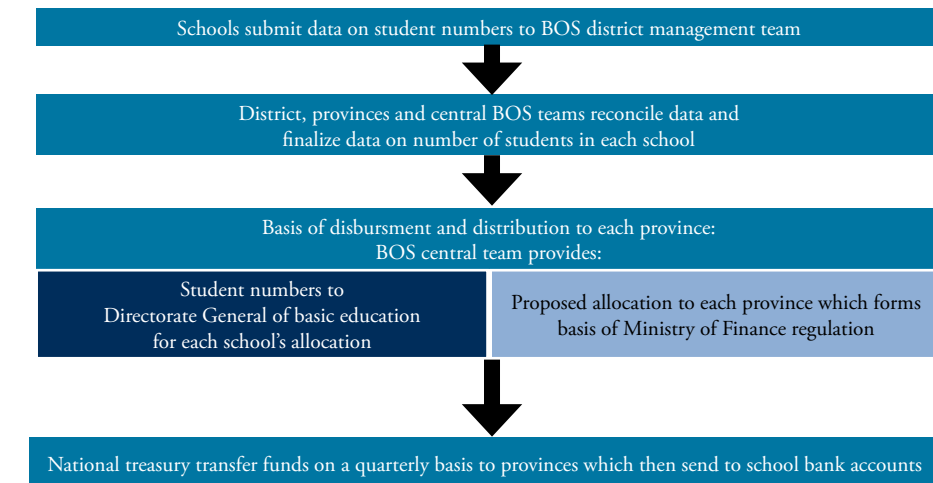 Schools submit data on student numbers to BOS district management team
District, provinces and central BOS teams reconcile data and
finalize data on number of students in each school
Basis of disbursment and distribution to each province:
BOS central team provides:
Student numbers to
Directorate General of basic education
for each school's allocation
Proposed allocation to each province which forms
basis of Ministry of Finance regulation
National treasury transfer funds on a quarterly basis to provinces which then send to school bank accounts